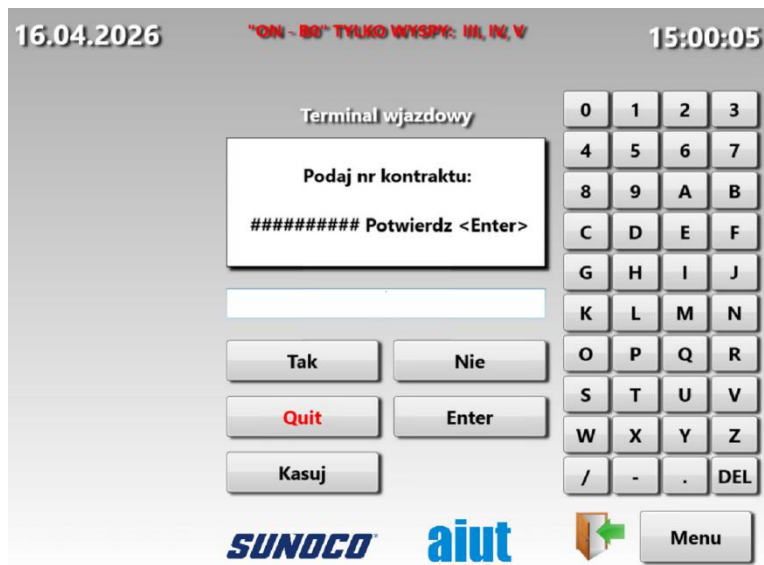 16.04.2026
"ON - B0" TYLKO WYSPY: III, IV, V
15:00:05
Terminal wjazdowy
Podaj nr kontraktu:
########## Potwierdz <Enter>
Tak
Nie
Quit
Enter
Kasuj
0 1 2 3
4 5 6 7
8 9 A B
C D E F
G H I J
K L M N
O P Q R
S T U V
W X Y Z
/ - . DEL
SUNOCO
aiut
Menu